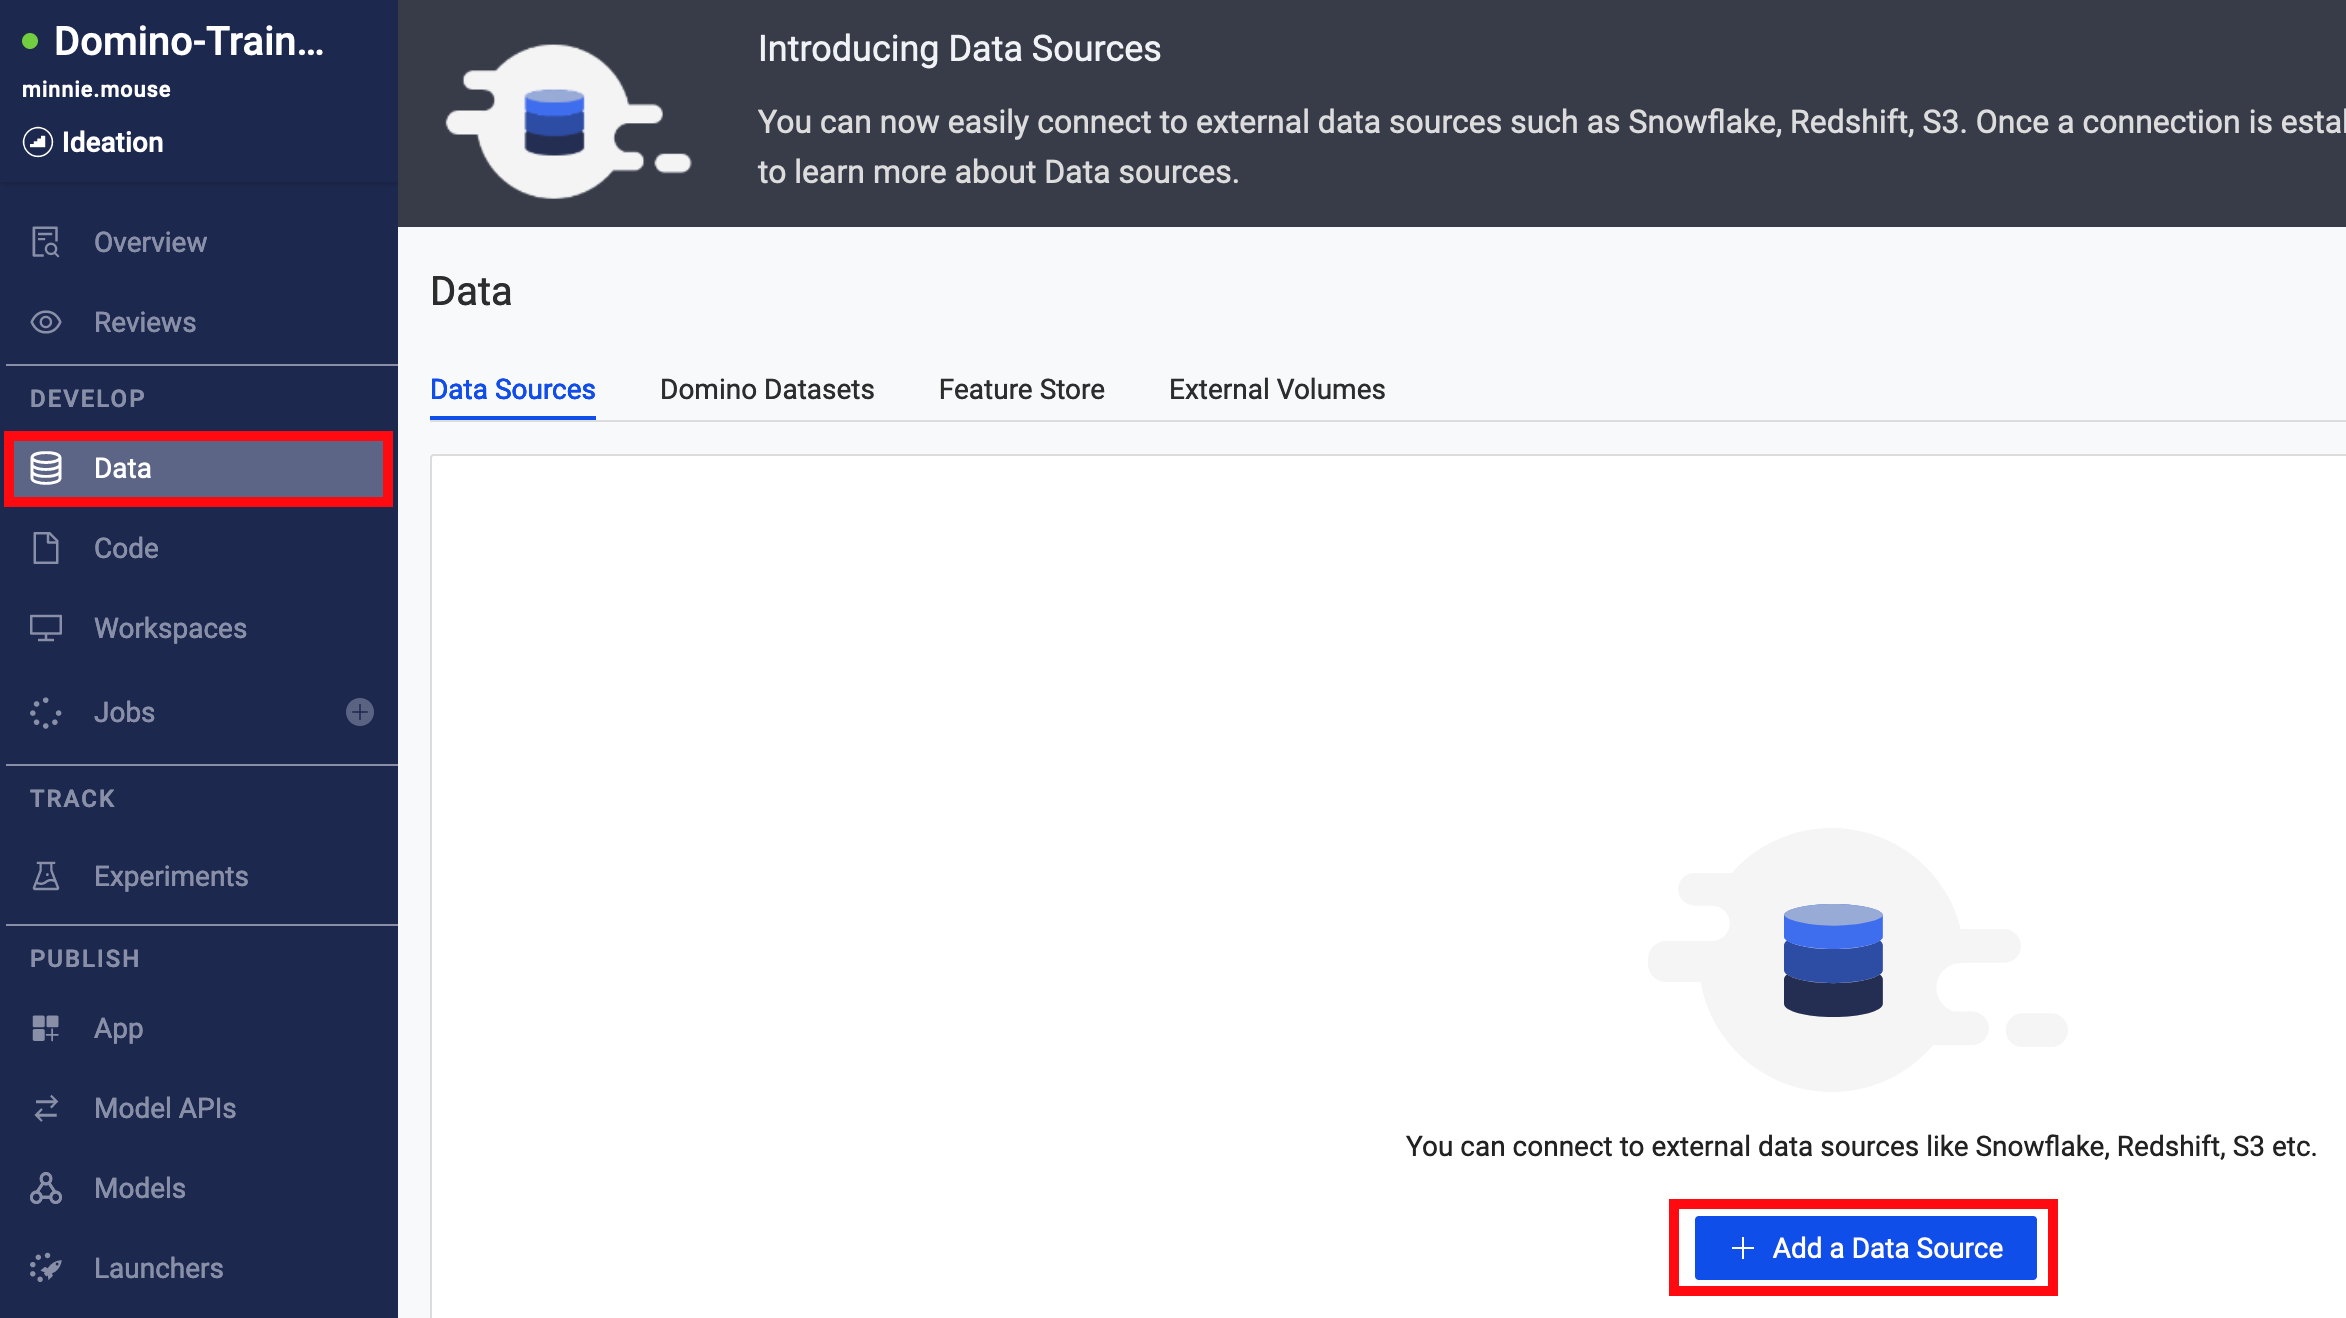 Domino-Train...
minnie.mouse
Ideation
Overview
Reviews
DEVELOP
Data
Code
Workspaces
Jobs
TRACK
Experiments
PUBLISH
App
Model APIs
Models
Launchers
Introducing Data Sources
You can now easily connect to external data sources such as Snowflake, Redshift, S3. Once a connection is
to learn more about Data sources.
Data
Data Sources Domino Datasets Feature Store External Volumes
You can connect to external data sources like Snowflake, Redshift, S3 etc.
+ Add a Data Source